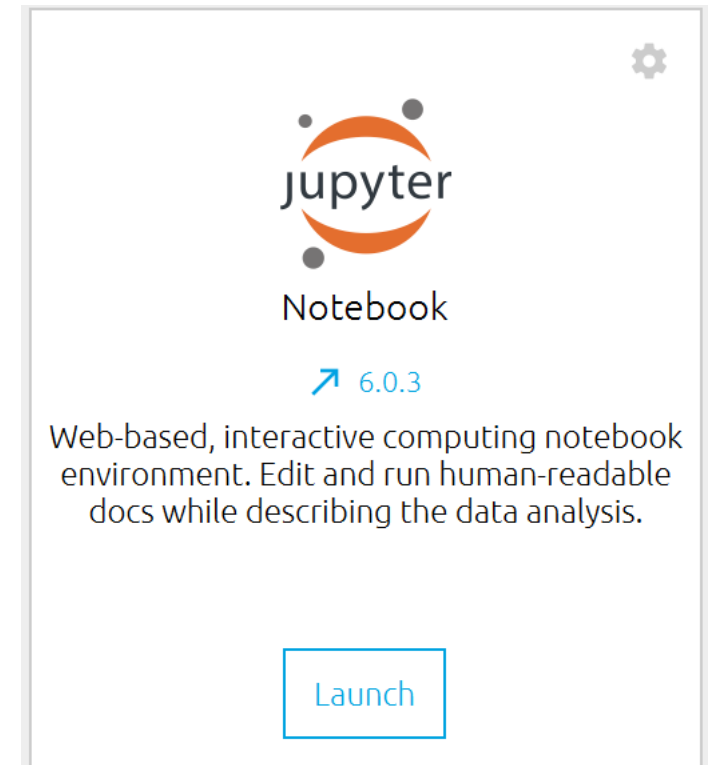 jupyter
Notebook
6.0.3
Web-based, interactive computing notebook
environment. Edit and run human-readable
docs while describing the data analysis.
Launch